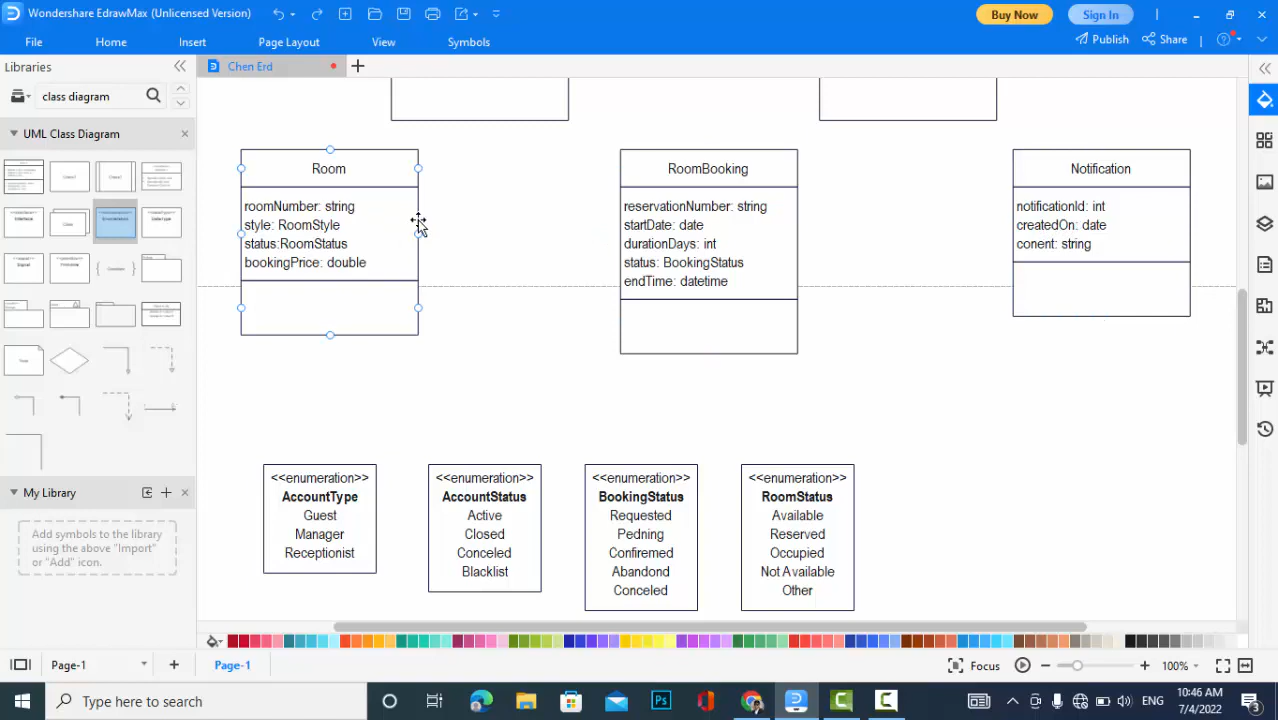 Wondershare EdrawMax (Unlicensed Version)
Buy Now
Sign In
File
Home
Insert
Page Layout
View
Symbols
Publish
Share
Libraries
Chen Erd
class diagram
UML Class Diagram
My Library
Add symbols to the library
using the above "Import"
or "Add" icon.
Room
roomNumber: string
style: RoomStyle
status:RoomStatus
bookingPrice: double
RoomBooking
reservationNumber: string
startDate: date
durationDays: int
status: BookingStatus
endTime: datetime
Notification
notificationId: int
createdOn: date
conent: string
<<enumeration>>
AccountType
Guest
Manager
Receptionist
<<enumeration>>
AccountStatus
Active
Closed
Conceled
Blacklist
<<enumeration>>
BookingStatus
Requested
Pedning
Confiremed
Abandond
Conceled
<<enumeration>>
RoomStatus
Available
Reserved
Occupied
Not Available
Other
Page-1
Page-1
Focus
100%
Type here to search
Ps
ENG
10:46 AM
7/4/2022
3